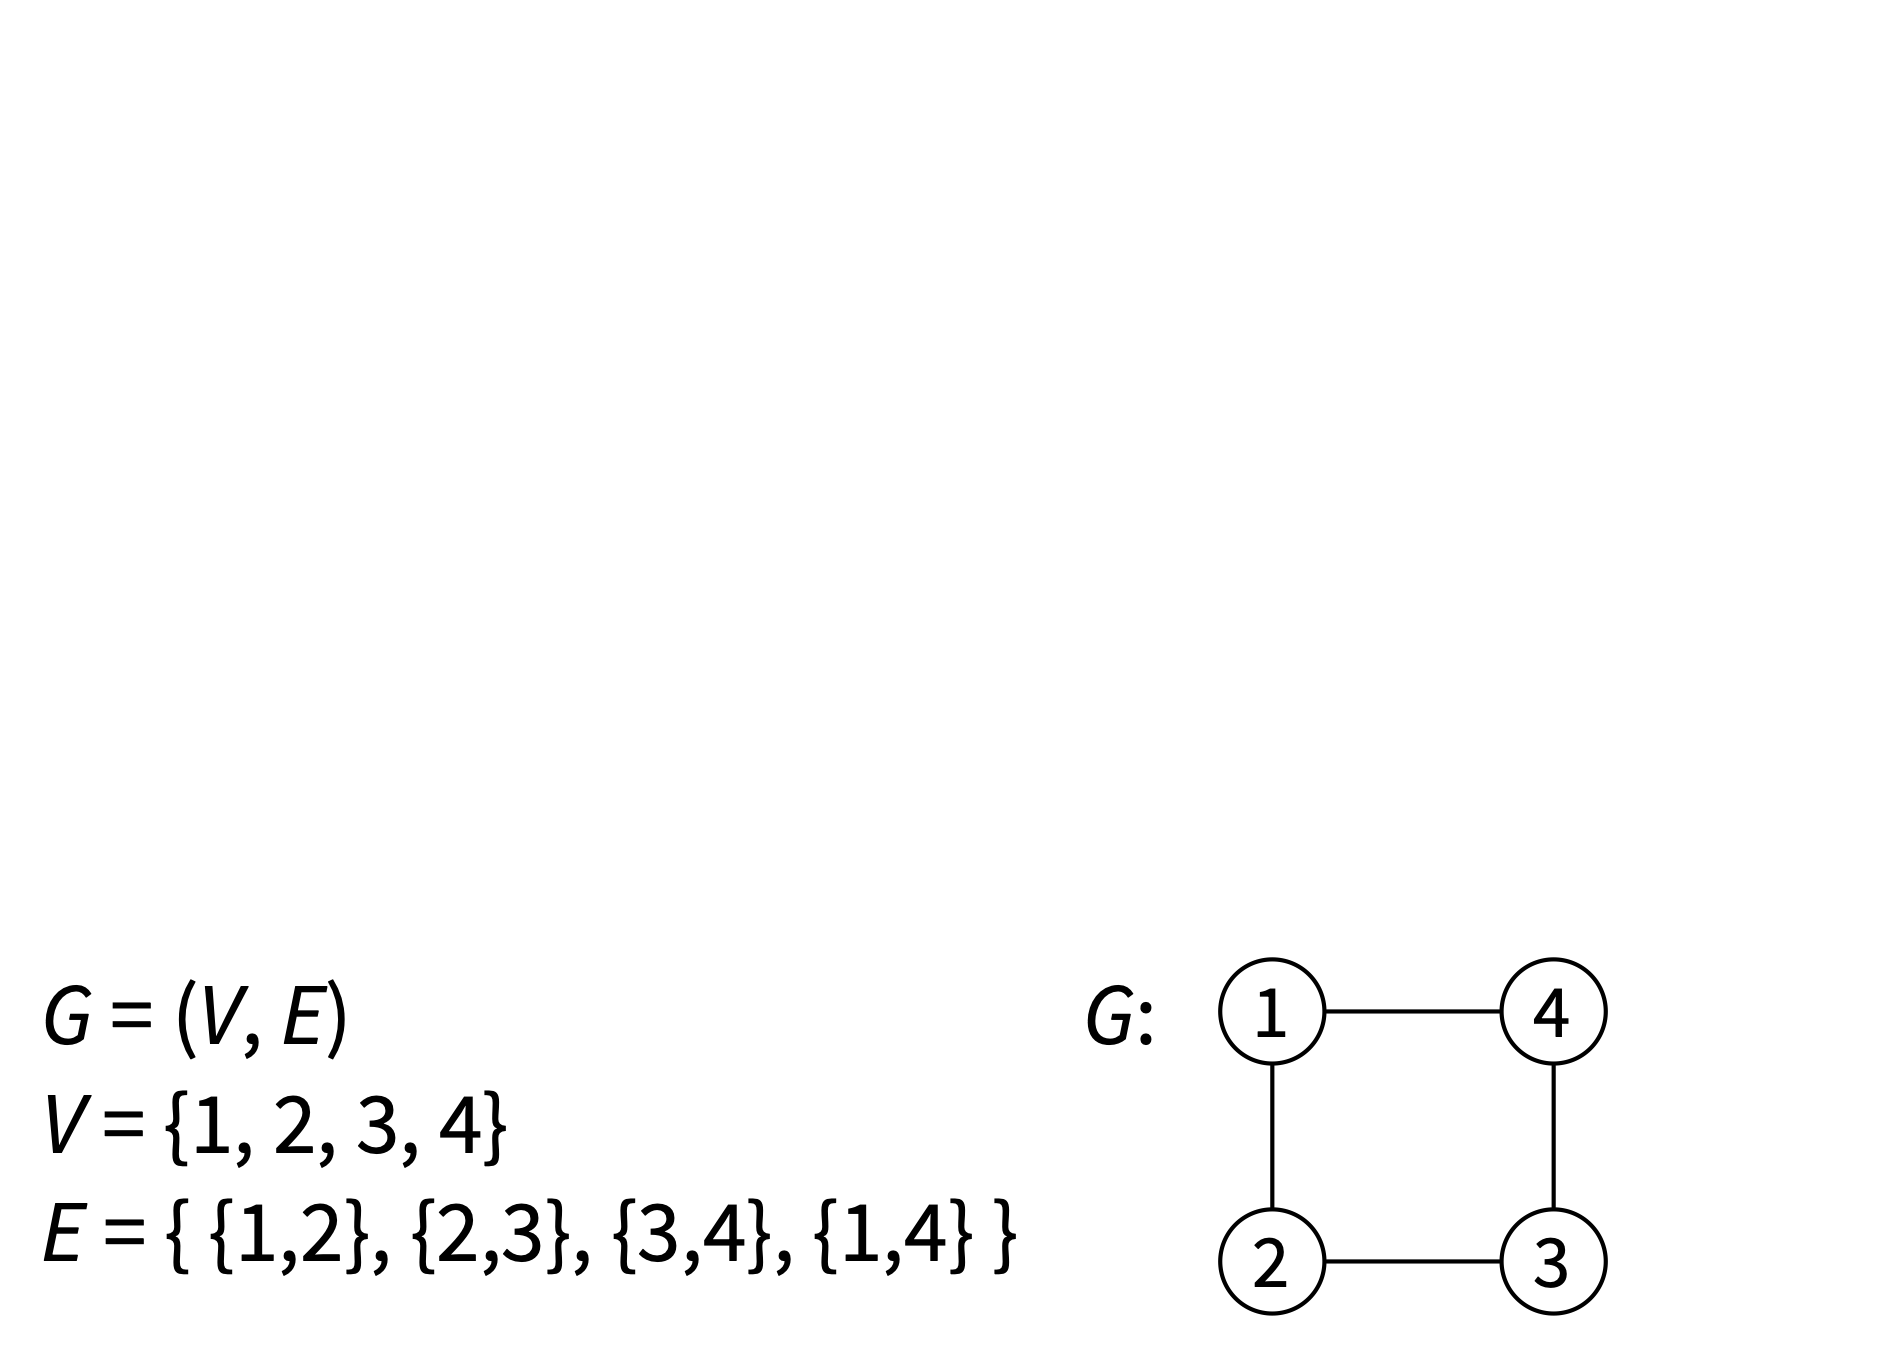 G = (V, E)
V = {1, 2, 3, 4}
E = { {1,2}, {2,3}, {3,4}, {1,4} }
G:
1 4
2 3